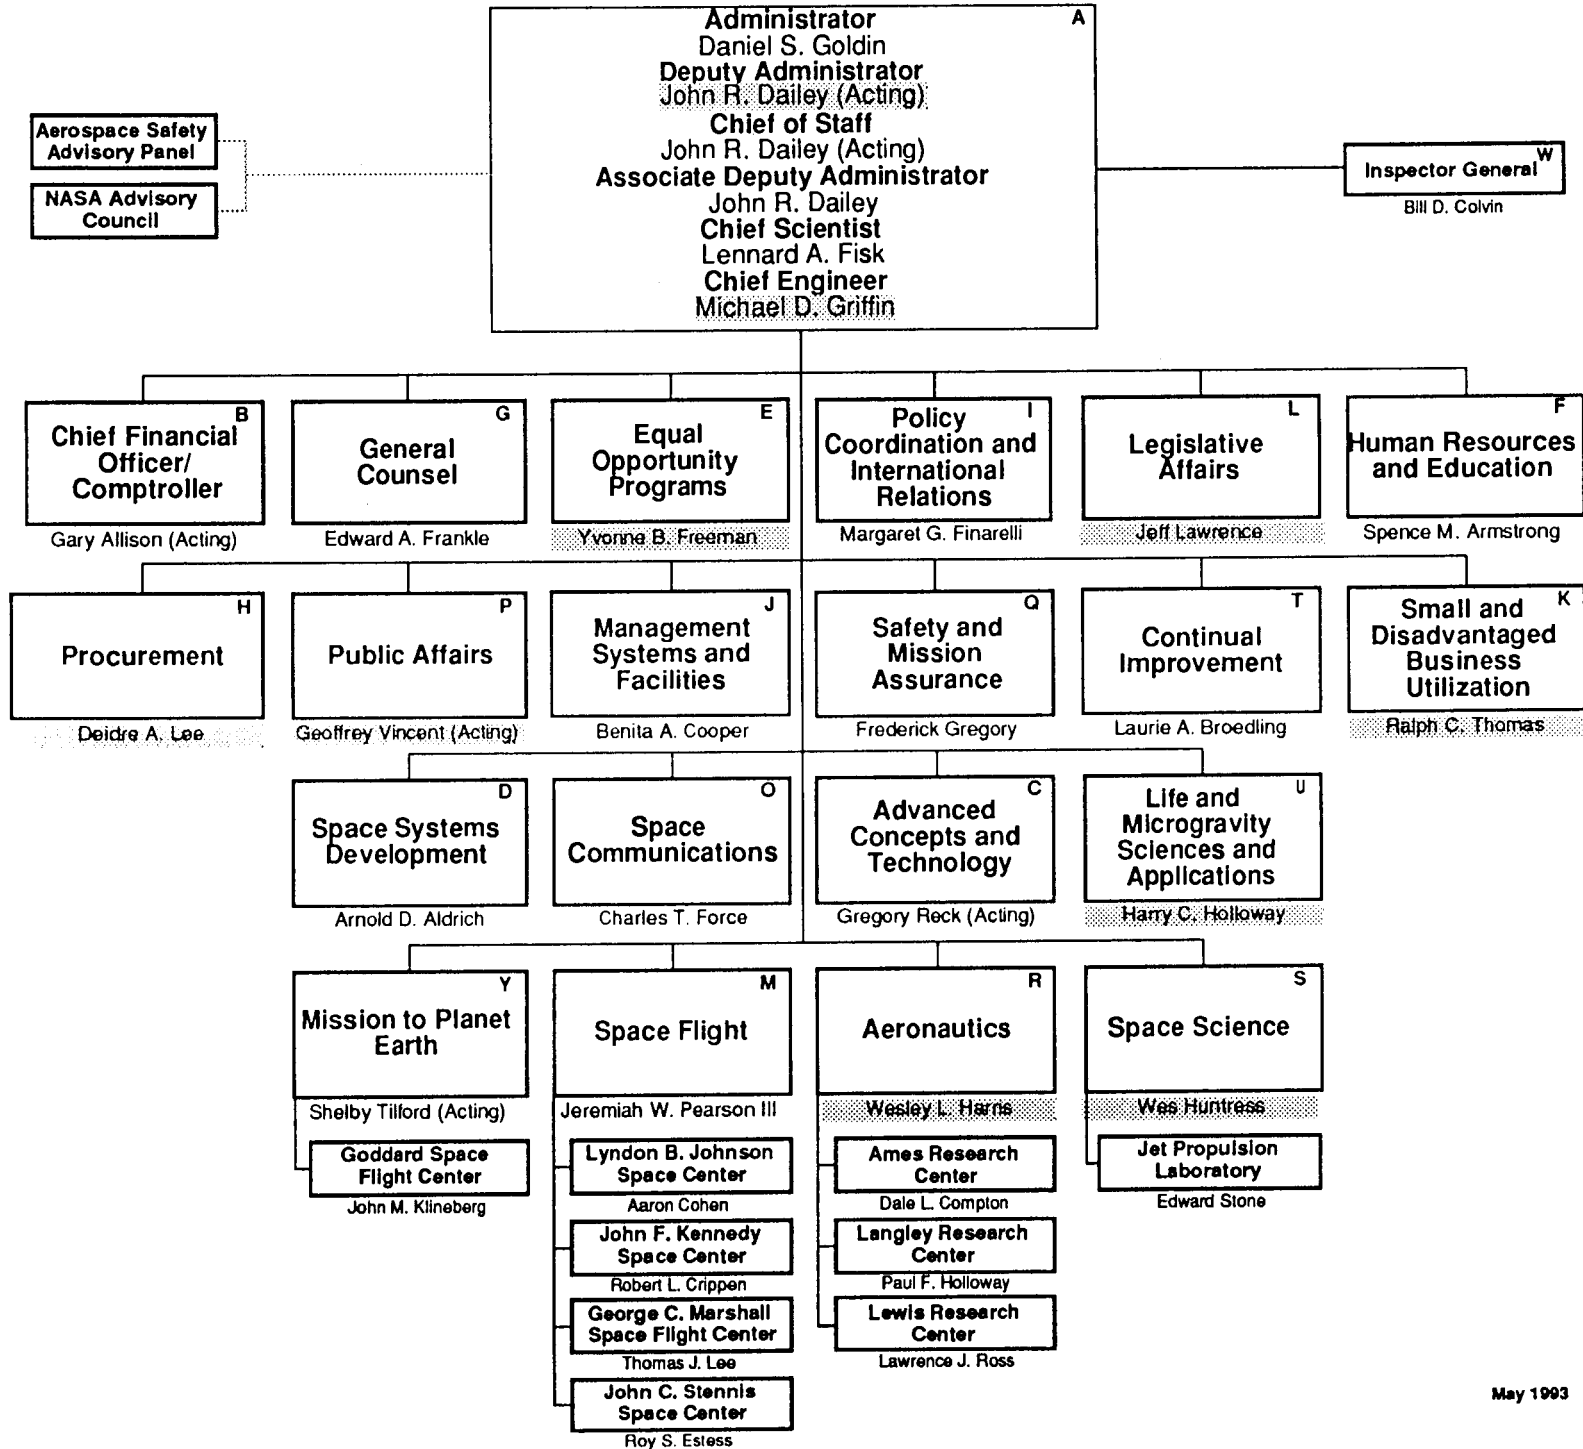 A
Administrator
Daniel S. Goldin
Deputy Administrator
John R. Dailey (Acting)
Chief of Staff
John R. Dailey (Acting)
Associate Deputy Administrator
John R. Dailey
Chief Scientist
Lennard A. Fisk
Chief Engineer
Michael D. Griffin
Aerospace Safety
Advisory Panel
NASA Advisory
Council
W
Inspector General
Bill D. Colvin
B
Chief Financial
Officer/
Comptroller
Gary Allison (Acting)
G
General
Counsel
Edward A. Frankle
E
Equal
Opportunity
Programs
Yvonne B. Freeman
I
Policy
Coordination and
International
Relations
Margaret G. Finarelli
L
Legislative
Affairs
Jeff Lawrence
F
Human Resources
and Education
Spence M. Armstrong
H
Procurement
Deidre A. Lee
P
Public Affairs
Geoffrey Vincent (Acting)
J
Management
Systems and
Facilities
Benita A. Cooper
Q
Safety and
Mission
Assurance
Frederick Gregory
T
Continual
Improvement
Laurie A. Broedling
K
Small and
Disadvantaged
Business
Utilization
Ralph C. Thomas
D
Space Systems
Development
Arnold D. Aldrich
O
Space
Communications
Charles T. Force
C
Advanced
Concepts and
Technology
Gregory Reck (Acting)
U
Life and
Microgravity
Sciences and
Applications
Harry C. Holloway
Y
Mission to Planet
Earth
Shelby Tilford (Acting)
Goddard Space
Flight Center
John M. Klineberg
M
Space Flight
Jeremiah W. Pearson III
Lyndon B. Johnson
Space Center
Aaron Cohen
John F. Kennedy
Space Center
Robert L. Crippen
George C. Marshall
Space Flight Center
Thomas J. Lee
John C. Stennis
Space Center
Roy S. Estess
R
Aeronautics
Wesley L. Harris
Ames Research
Center
Dale L. Compton
Langley Research
Center
Paul F. Holloway
Lewis Research
Center
Lawrence J. Ross
S
Space Science
Wes Huntress
Jet Propulsion
Laboratory
Edward Stone
May 1993